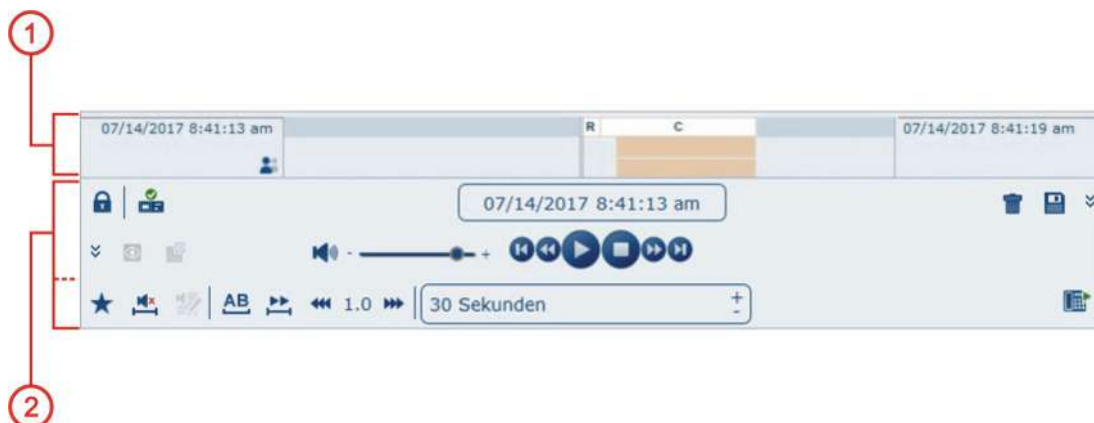 1
07/14/2017 8:41:13 am R C 07/14/2017 8:41:19 am
07/14/2017 8:41:13 am
- +
AB 1.0 30 Sekunden + -
2